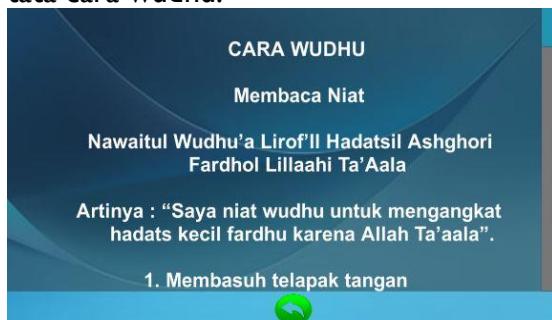 tata cara wudhu.
CARA WUDHU
Membaca Niat
Nawaitul Wudhu’a Lirof’Il Hadatsil Ashghori
Fardhol Lillaahi Ta’Aala
Artinya : “Saya niat wudhu untuk mengangkat
hadats kecil fardhu karena Allah Ta’aala”.
1. Membasuh telapak tangan